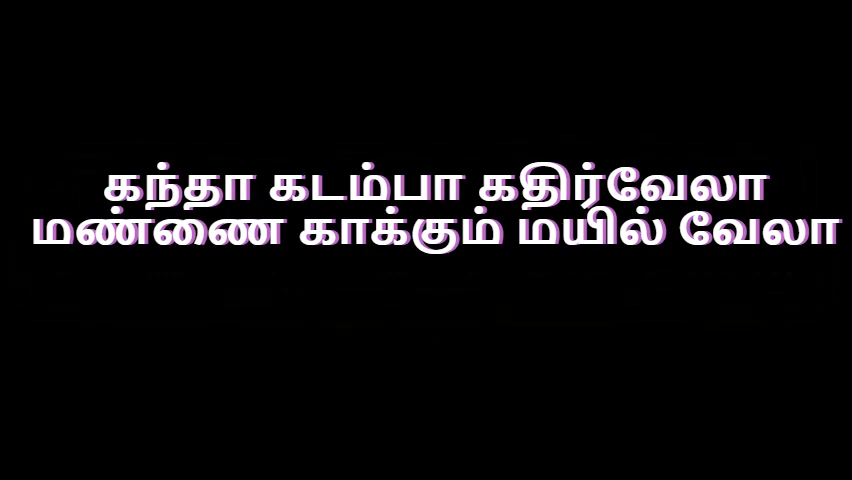 கந்தா கடம்பா கதிர்வேலா
மண்ணை காக்கும் மயில் வேலா